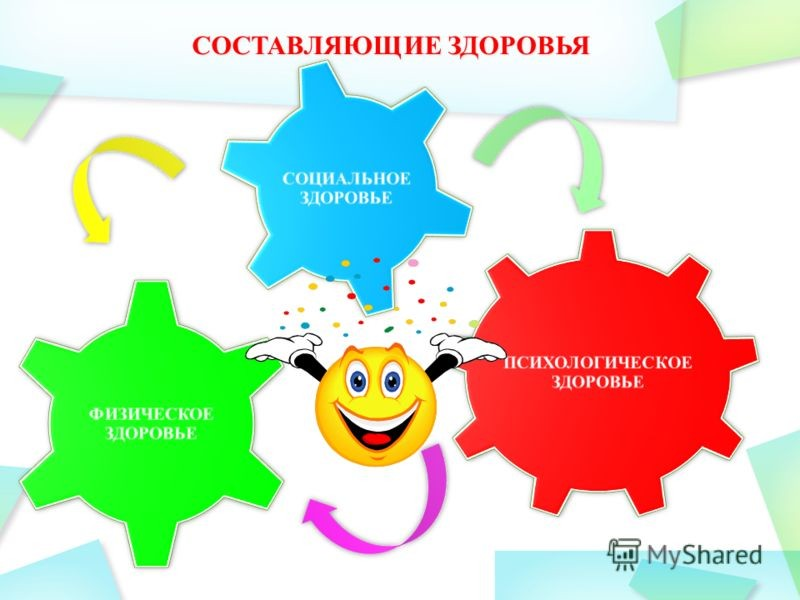 СОСТАВЛЯЮЩИЕ ЗДОРОВЬЯ
СОЦИАЛЬНОЕ
ЗДОРОВЬЕ
ПСИХОЛОГИЧЕСКОЕ
ЗДОРОВЬЕ
ФИЗИЧЕСКОЕ
ЗДОРОВЬЕ
MyShared